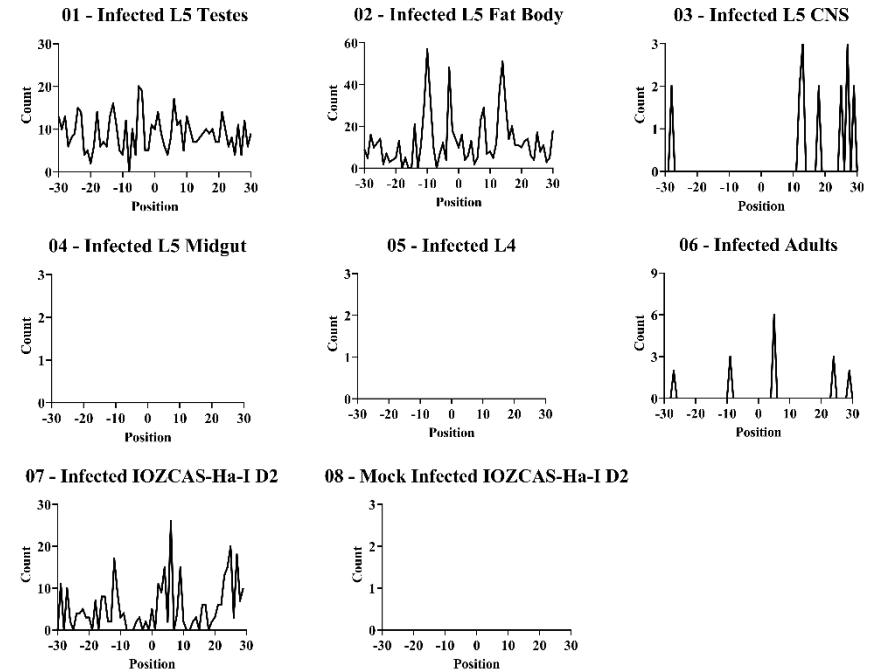 01 - Infected L5 Testes
30
20
10
0
Count
-30 -20 -10 0 10 20 30
Position
02 - Infected L5 Fat Body
60
40
20
0
Count
-30 -20 -10 0 10 20 30
Position
03 - Infected L5 CNS
3
2
1
0
Count
-30 -20 -10 0 10 20 30
Position
04 - Infected L5 Midgut
3
2
1
0
Count
-30 -20 -10 0 10 20 30
Position
05 - Infected L4
3
2
1
0
Count
-30 -20 -10 0 10 20 30
Position
06 - Infected Adults
9
6
3
0
Count
-30 -20 -10 0 10 20 30
Position
07 - Infected IOZCAS-Ha-I D2
30
20
10
0
Count
-30 -20 -10 0 10 20 30
Position
08 - Mock Infected IOZCAS-Ha-I D2
3
2
1
0
Count
-30 -20 -10 0 10 20 30
Position